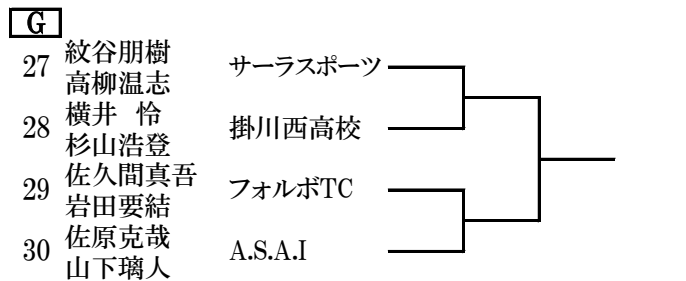 G
27 紋谷朋樹 サーラスポーツ
高柳温志
28 横井 怜 掛川西高校
杉山浩登
29 佐久間真吾 フォルボTC
岩田要結
30 佐原克哉 A.S.A.I
山下璃人